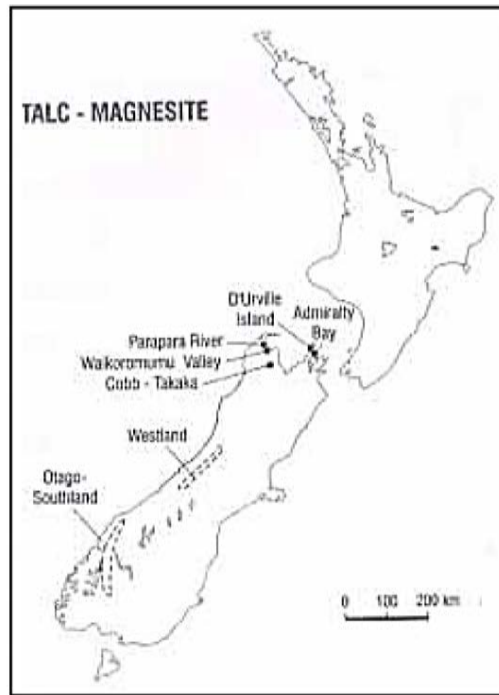 TALC - MAGNESITE
D'Urville
Island
Admiralty
Bay
Parapara River
Waikoromumu Valley
Cobb - Takaka
Westland
Otago-
Southland
0 100 200 km